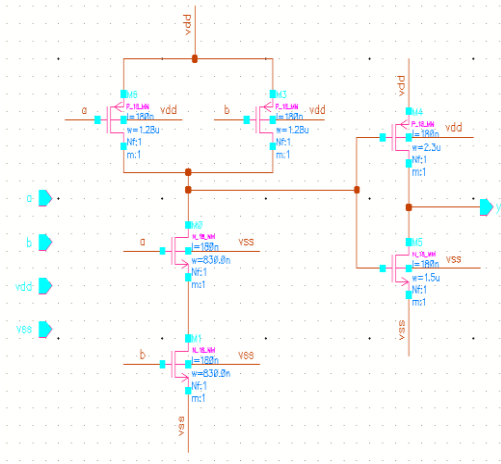 vdd
M8
P_18_MM
a
vdd
l=180n
w=1.28u
Nf:1
m:1
M3
P_18_MM
b
vdd
l=180n
w=1.28u
Nf:1
m:1
vdd
M4
P_18_MM
vdd
l=180n
w=2.3u
Nf:1
m:1
a
b
vdd
vss
M0
N_18_MM
a
vss
l=180n
w=830.0n
Nf:1
m:1
y
M5
N_18_MM
vss
l=180n
w=1.5u
Nf:1
m:1
vss
M1
N_18_MM
b
vss
l=180n
w=830.0n
Nf:1
m:1
vss